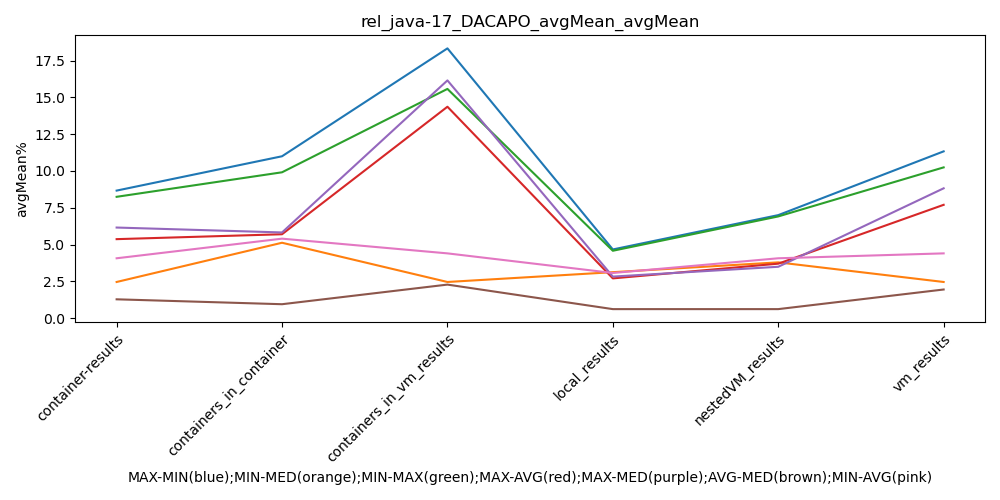 rel_java-17_DACAPO_avgMean_avgMean
avgMean%
17.5
15.0
12.5
10.0
7.5
5.0
2.5
0.0
container-results
containers_in_container
containers_in_vm_results
local_results
nestedVM_results
vm_results
MAX-MIN(blue);MIN-MED(orange);MIN-MAX(green);MAX-AVG(red);MAX-MED(purple);AVG-MED(brown);MIN-AVG(pink)